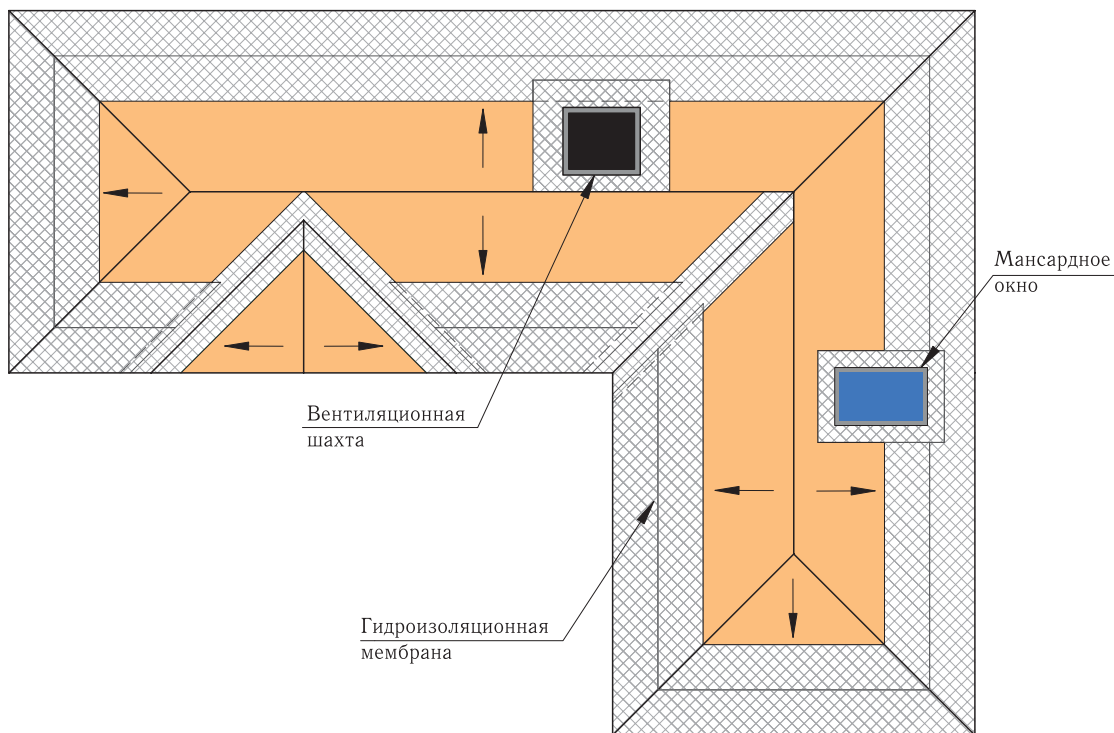 Мансардное
окно
Вентиляционная
шахта
Гидроизоляционная
мембрана